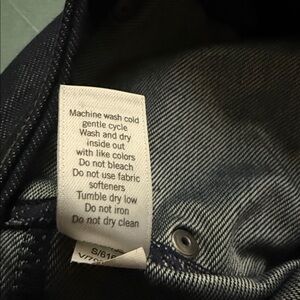 Machine wash cold
gentle cycle
Wash and dry
inside out
with like colors
Do not bleach
Do not use fabric
softeners
Tumble dry low
Do not iron
Do not dry clean